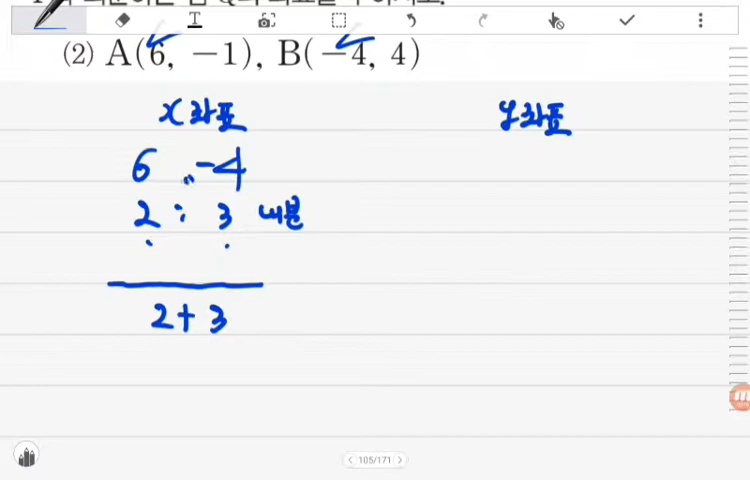 (2) A(6, −1), B(−4, 4)
x좌표 y좌표
6 -4
2 : 3 내분
2+3
105/171